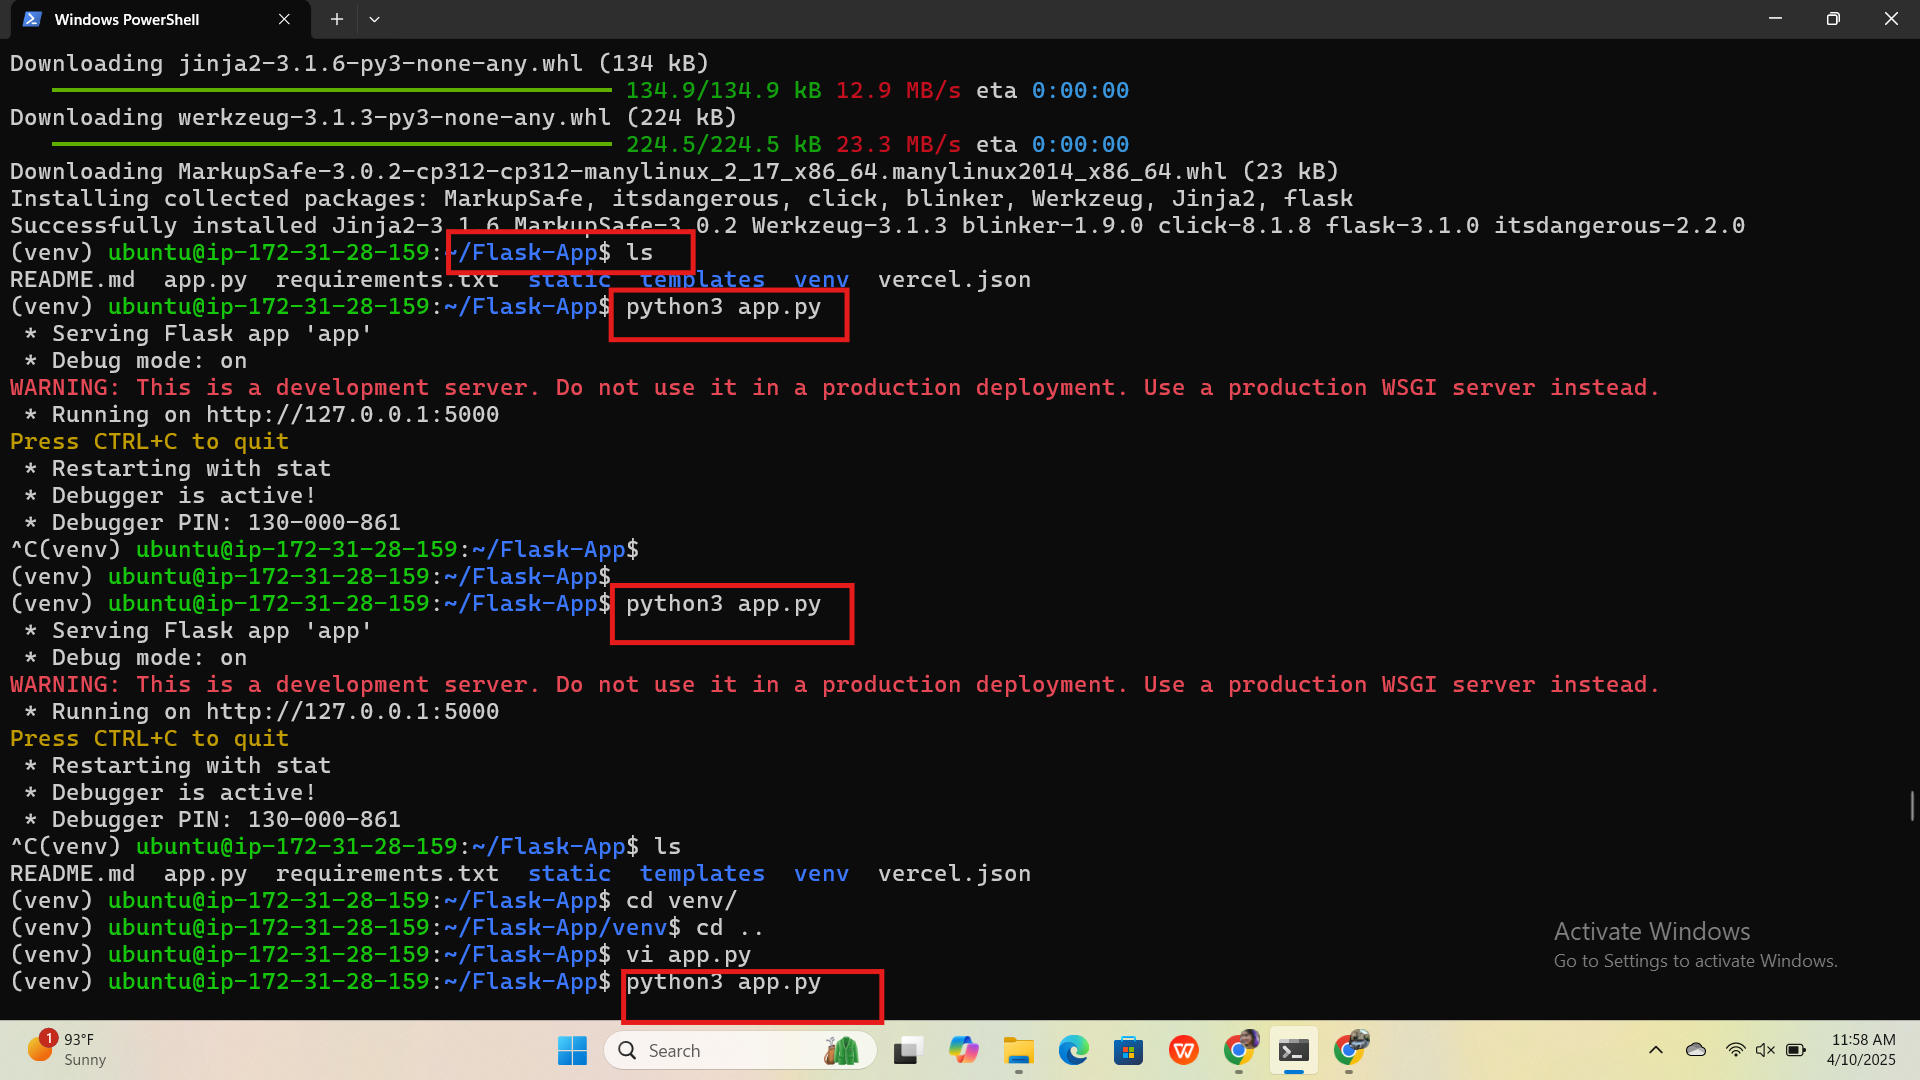 Windows PowerShell
Downloading jinja2-3.1.6-py3-none-any.whl (134 kB)
134.9/134.9 kB 12.9 MB/s eta 0:00:00
Downloading werkzeug-3.1.3-py3-none-any.whl (224 kB)
224.5/224.5 kB 23.3 MB/s eta 0:00:00
Downloading MarkupSafe-3.0.2-cp312-cp312-manylinux_2_17_x86_64.manylinux2014_x86_64.whl (23 kB)
Installing collected packages: MarkupSafe, itsdangerous, click, blinker, Werkzeug, Jinja2, flask
Successfully installed Jinja2-3.1.6 MarkupSafe-3.0.2 Werkzeug-3.1.3 blinker-1.9.0 click-8.1.8 flask-3.1.0 itsdangerous-2.2.0
(venv) ubuntu@ip-172-31-28-159:~/Flask-App$ ls
README.md  app.py  requirements.txt  static  templates  venv  vercel.json
(venv) ubuntu@ip-172-31-28-159:~/Flask-App$ python3 app.py
 * Serving Flask app 'app'
 * Debug mode: on
WARNING: This is a development server. Do not use it in a production deployment. Use a production WSGI server instead.
 * Running on http://127.0.0.1:5000
Press CTRL+C to quit
 * Restarting with stat
 * Debugger is active!
 * Debugger PIN: 130-000-861
^C(venv) ubuntu@ip-172-31-28-159:~/Flask-App$
(venv) ubuntu@ip-172-31-28-159:~/Flask-App$
(venv) ubuntu@ip-172-31-28-159:~/Flask-App$ python3 app.py
 * Serving Flask app 'app'
 * Debug mode: on
WARNING: This is a development server. Do not use it in a production deployment. Use a production WSGI server instead.
 * Running on http://127.0.0.1:5000
Press CTRL+C to quit
 * Restarting with stat
 * Debugger is active!
 * Debugger PIN: 130-000-861
^C(venv) ubuntu@ip-172-31-28-159:~/Flask-App$ ls
README.md  app.py  requirements.txt  static  templates  venv  vercel.json
(venv) ubuntu@ip-172-31-28-159:~/Flask-App$ cd venv/
(venv) ubuntu@ip-172-31-28-159:~/Flask-App/venv$ cd ..
(venv) ubuntu@ip-172-31-28-159:~/Flask-App$ vi app.py
(venv) ubuntu@ip-172-31-28-159:~/Flask-App$ python3 app.py
Activate Windows
Go to Settings to activate Windows.
1
93°F
Sunny
Search
W
11:58 AM
4/10/2025